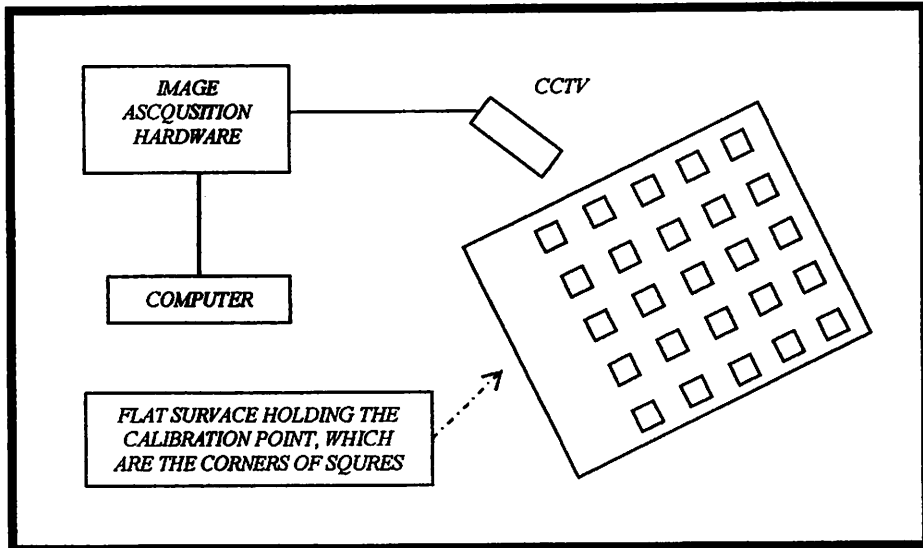 IMAGE
ASCQUSITION
HARDWARE
CCTV
COMPUTER
FLAT SURVACE HOLDING THE
CALIBRATION POINT, WHICH
ARE THE CORNERS OF SQURES